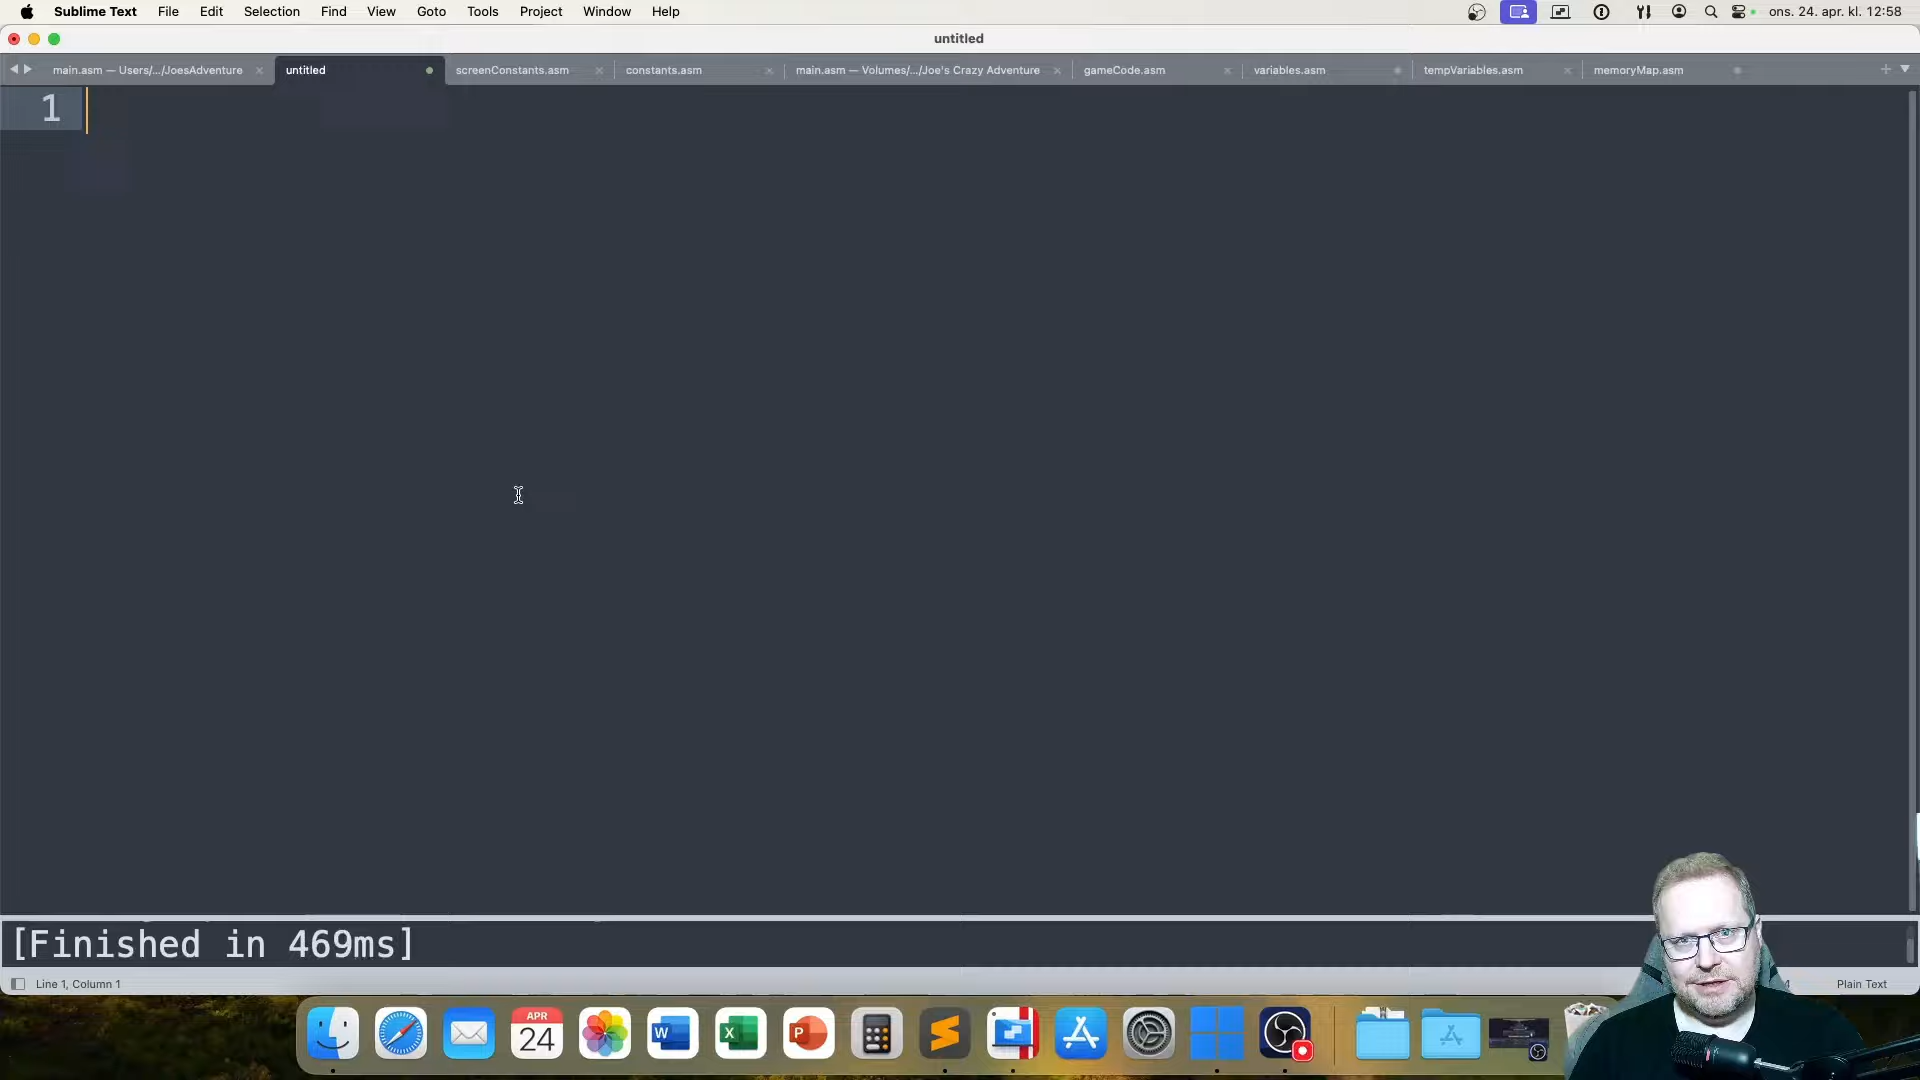 Sublime Text File Edit Selection Find View Goto Tools Project Window Help ons. 24. apr. kl. 12:58
untitled
main.asm — Users/.../JoesAdventure untitled screenConstants.asm constants.asm main.asm — Volumes/.../Joe's Crazy Adventure gameCode.asm variables.asm tempVariables.asm memoryMap.asm
1
[Finished in 469ms]
Line 1, Column 1 4 Plain Text
APR
24
W
X
P